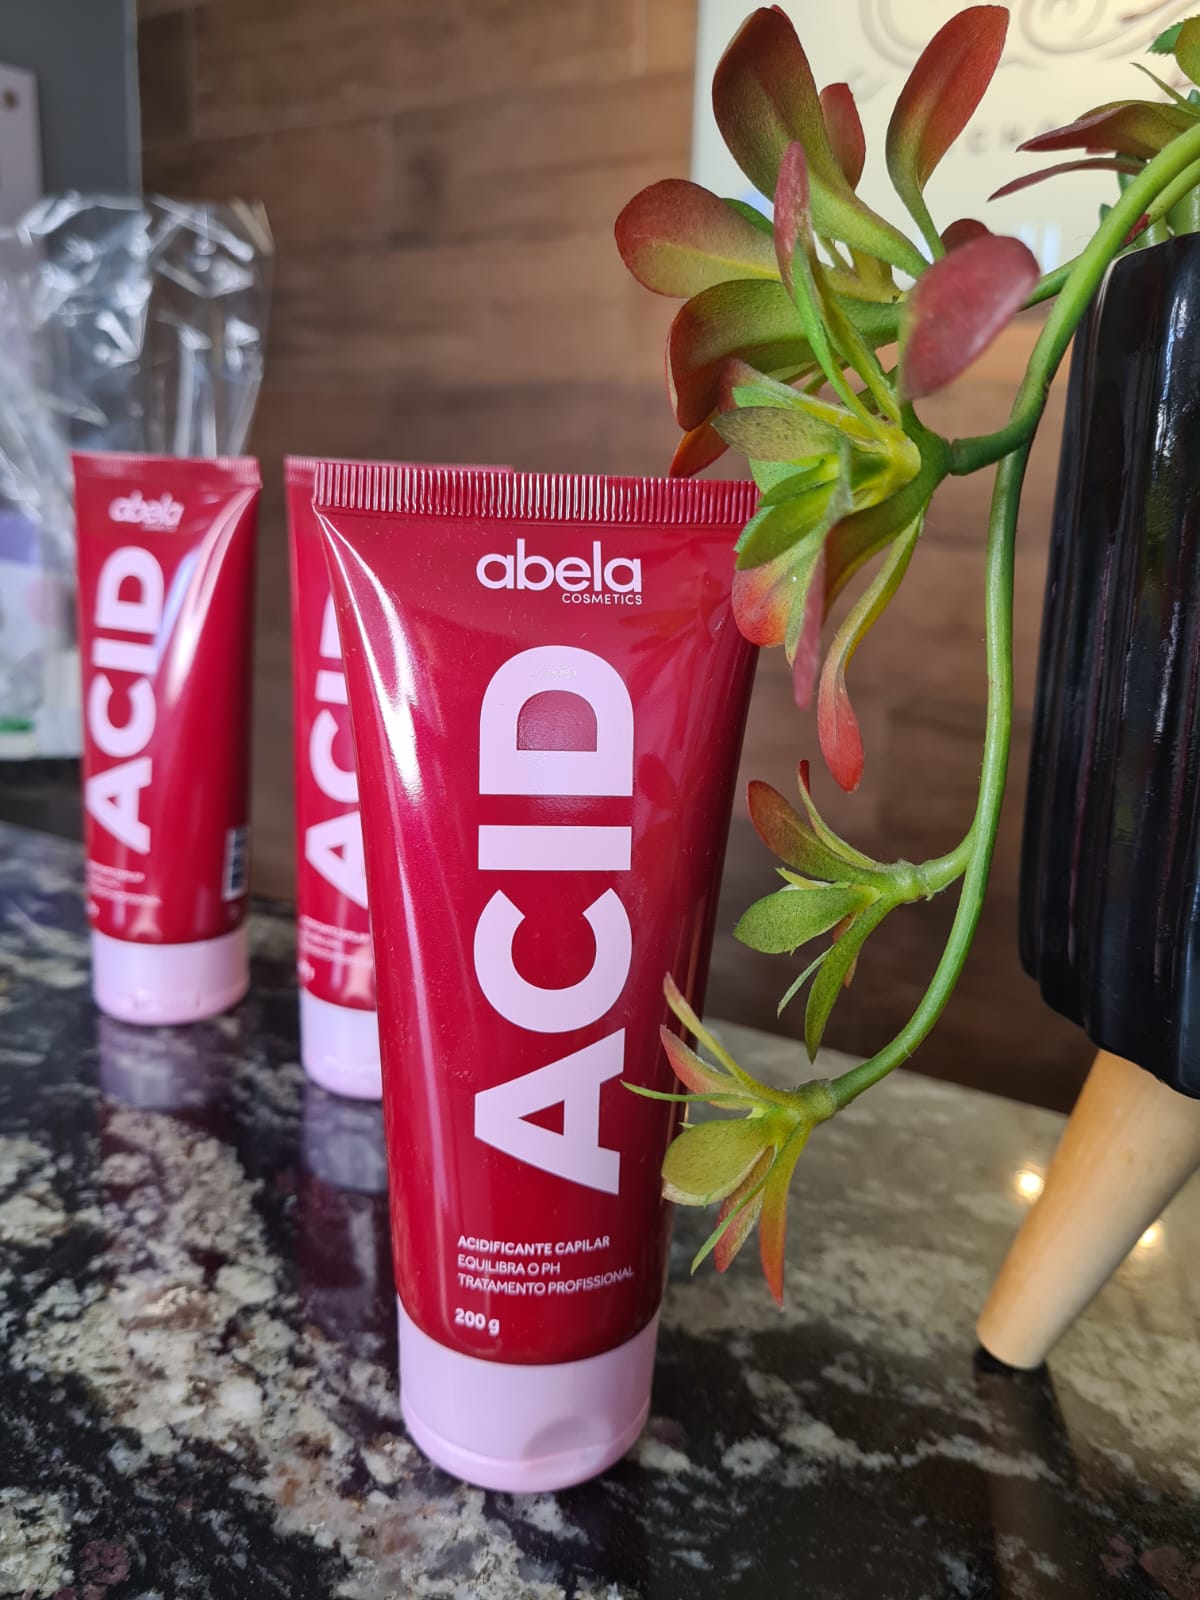 abela
COSMETICS
ACID
ACIDIFICANTE CAPILAR
EQUILIBRA O PH
TRATAMENTO PROFISSIONAL
200 g
abela
ACID
ACID